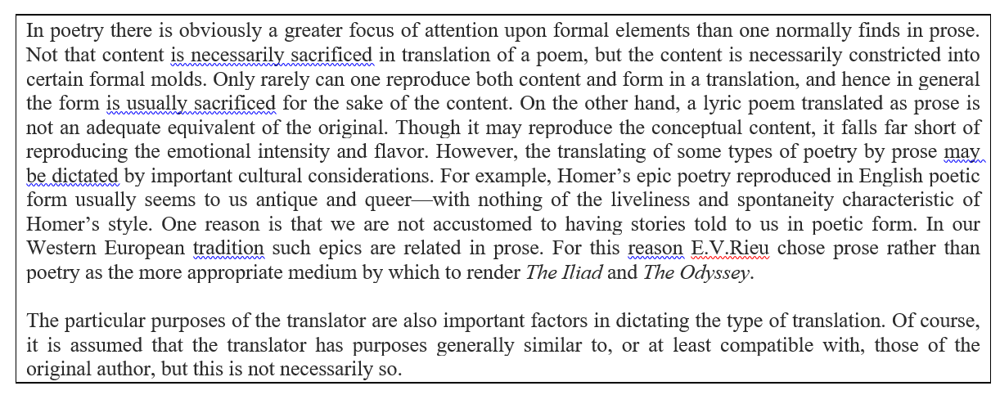 In poetry there is obviously a greater focus of attention upon formal elements than one normally finds in prose.
Not that content is necessarily sacrificed in translation of a poem, but the content is necessarily constricted into
certain formal molds. Only rarely can one reproduce both content and form in a translation, and hence in general
the form is usually sacrificed for the sake of the content. On the other hand, a lyric poem translated as prose is
not an adequate equivalent of the original. Though it may reproduce the conceptual content, it falls far short of
reproducing the emotional intensity and flavor. However, the translating of some types of poetry by prose may
be dictated by important cultural considerations. For example, Homer’s epic poetry reproduced in English poetic
form usually seems to us antique and queer—with nothing of the liveliness and spontaneity characteristic of
Homer’s style. One reason is that we are not accustomed to having stories told to us in poetic form. In our
Western European tradition such epics are related in prose. For this reason E.V.Rieu chose prose rather than
poetry as the more appropriate medium by which to render The Iliad and The Odyssey.
The particular purposes of the translator are also important factors in dictating the type of translation. Of course,
it is assumed that the translator has purposes generally similar to, or at least compatible with, those of the
original author, but this is not necessarily so.